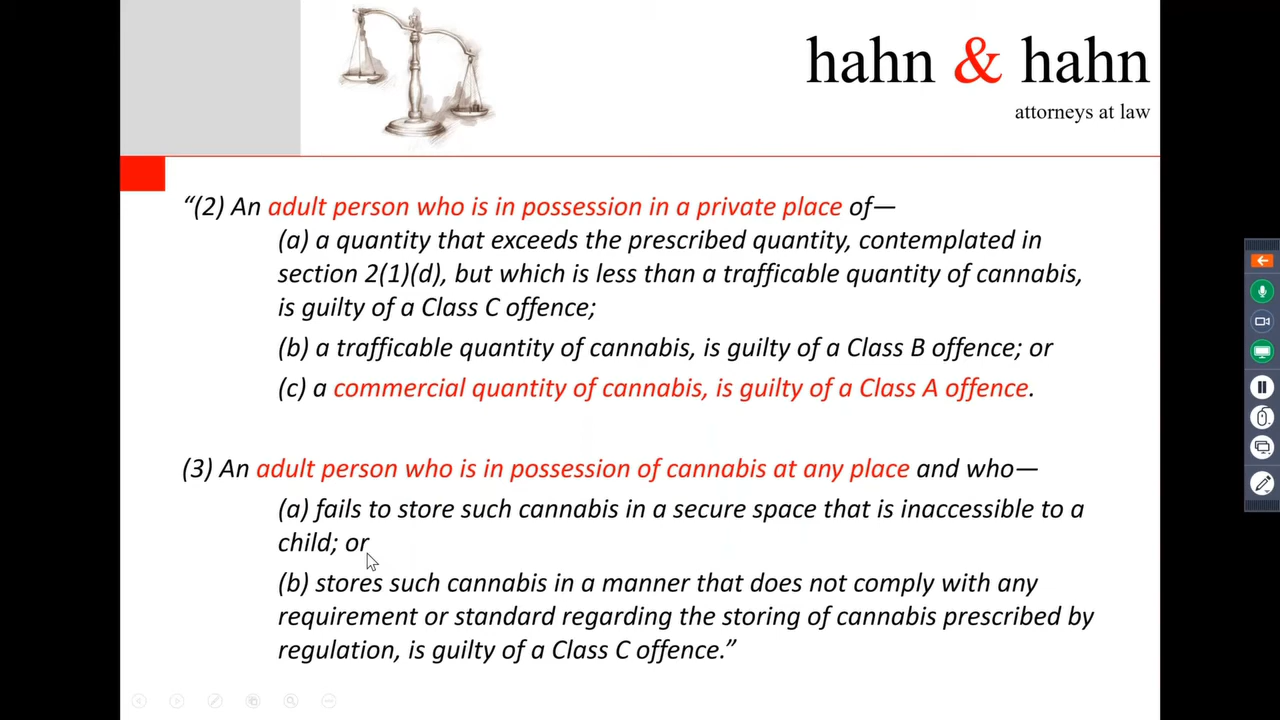 hahn & hahn
attorneys at law
“(2) An adult person who is in possession in a private place of—
(a) a quantity that exceeds the prescribed quantity, contemplated in
section 2(1)(d), but which is less than a trafficable quantity of cannabis,
is guilty of a Class C offence;
(b) a trafficable quantity of cannabis, is guilty of a Class B offence; or
(c) a commercial quantity of cannabis, is guilty of a Class A offence.
(3) An adult person who is in possession of cannabis at any place and who—
(a) fails to store such cannabis in a secure space that is inaccessible to a
child; or
(b) stores such cannabis in a manner that does not comply with any
requirement or standard regarding the storing of cannabis prescribed by
regulation, is guilty of a Class C offence.”